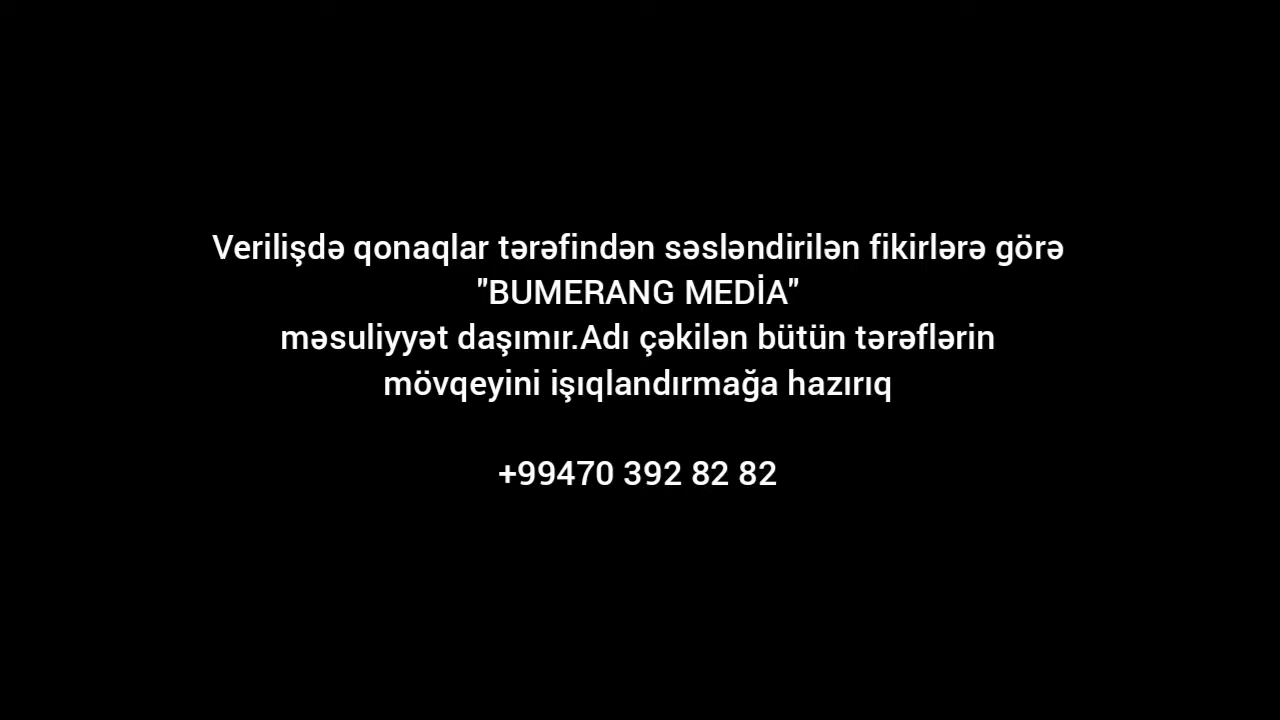 Verilişdə qonaqlar tərəfindən səsləndirilən fikirlərə görə
"BUMERANG MEDİA"
məsuliyyət daşımır.Adı çəkilən bütün tərəflərin
mövqeyini işıqlandırmağa hazırıq
+99470 392 82 82